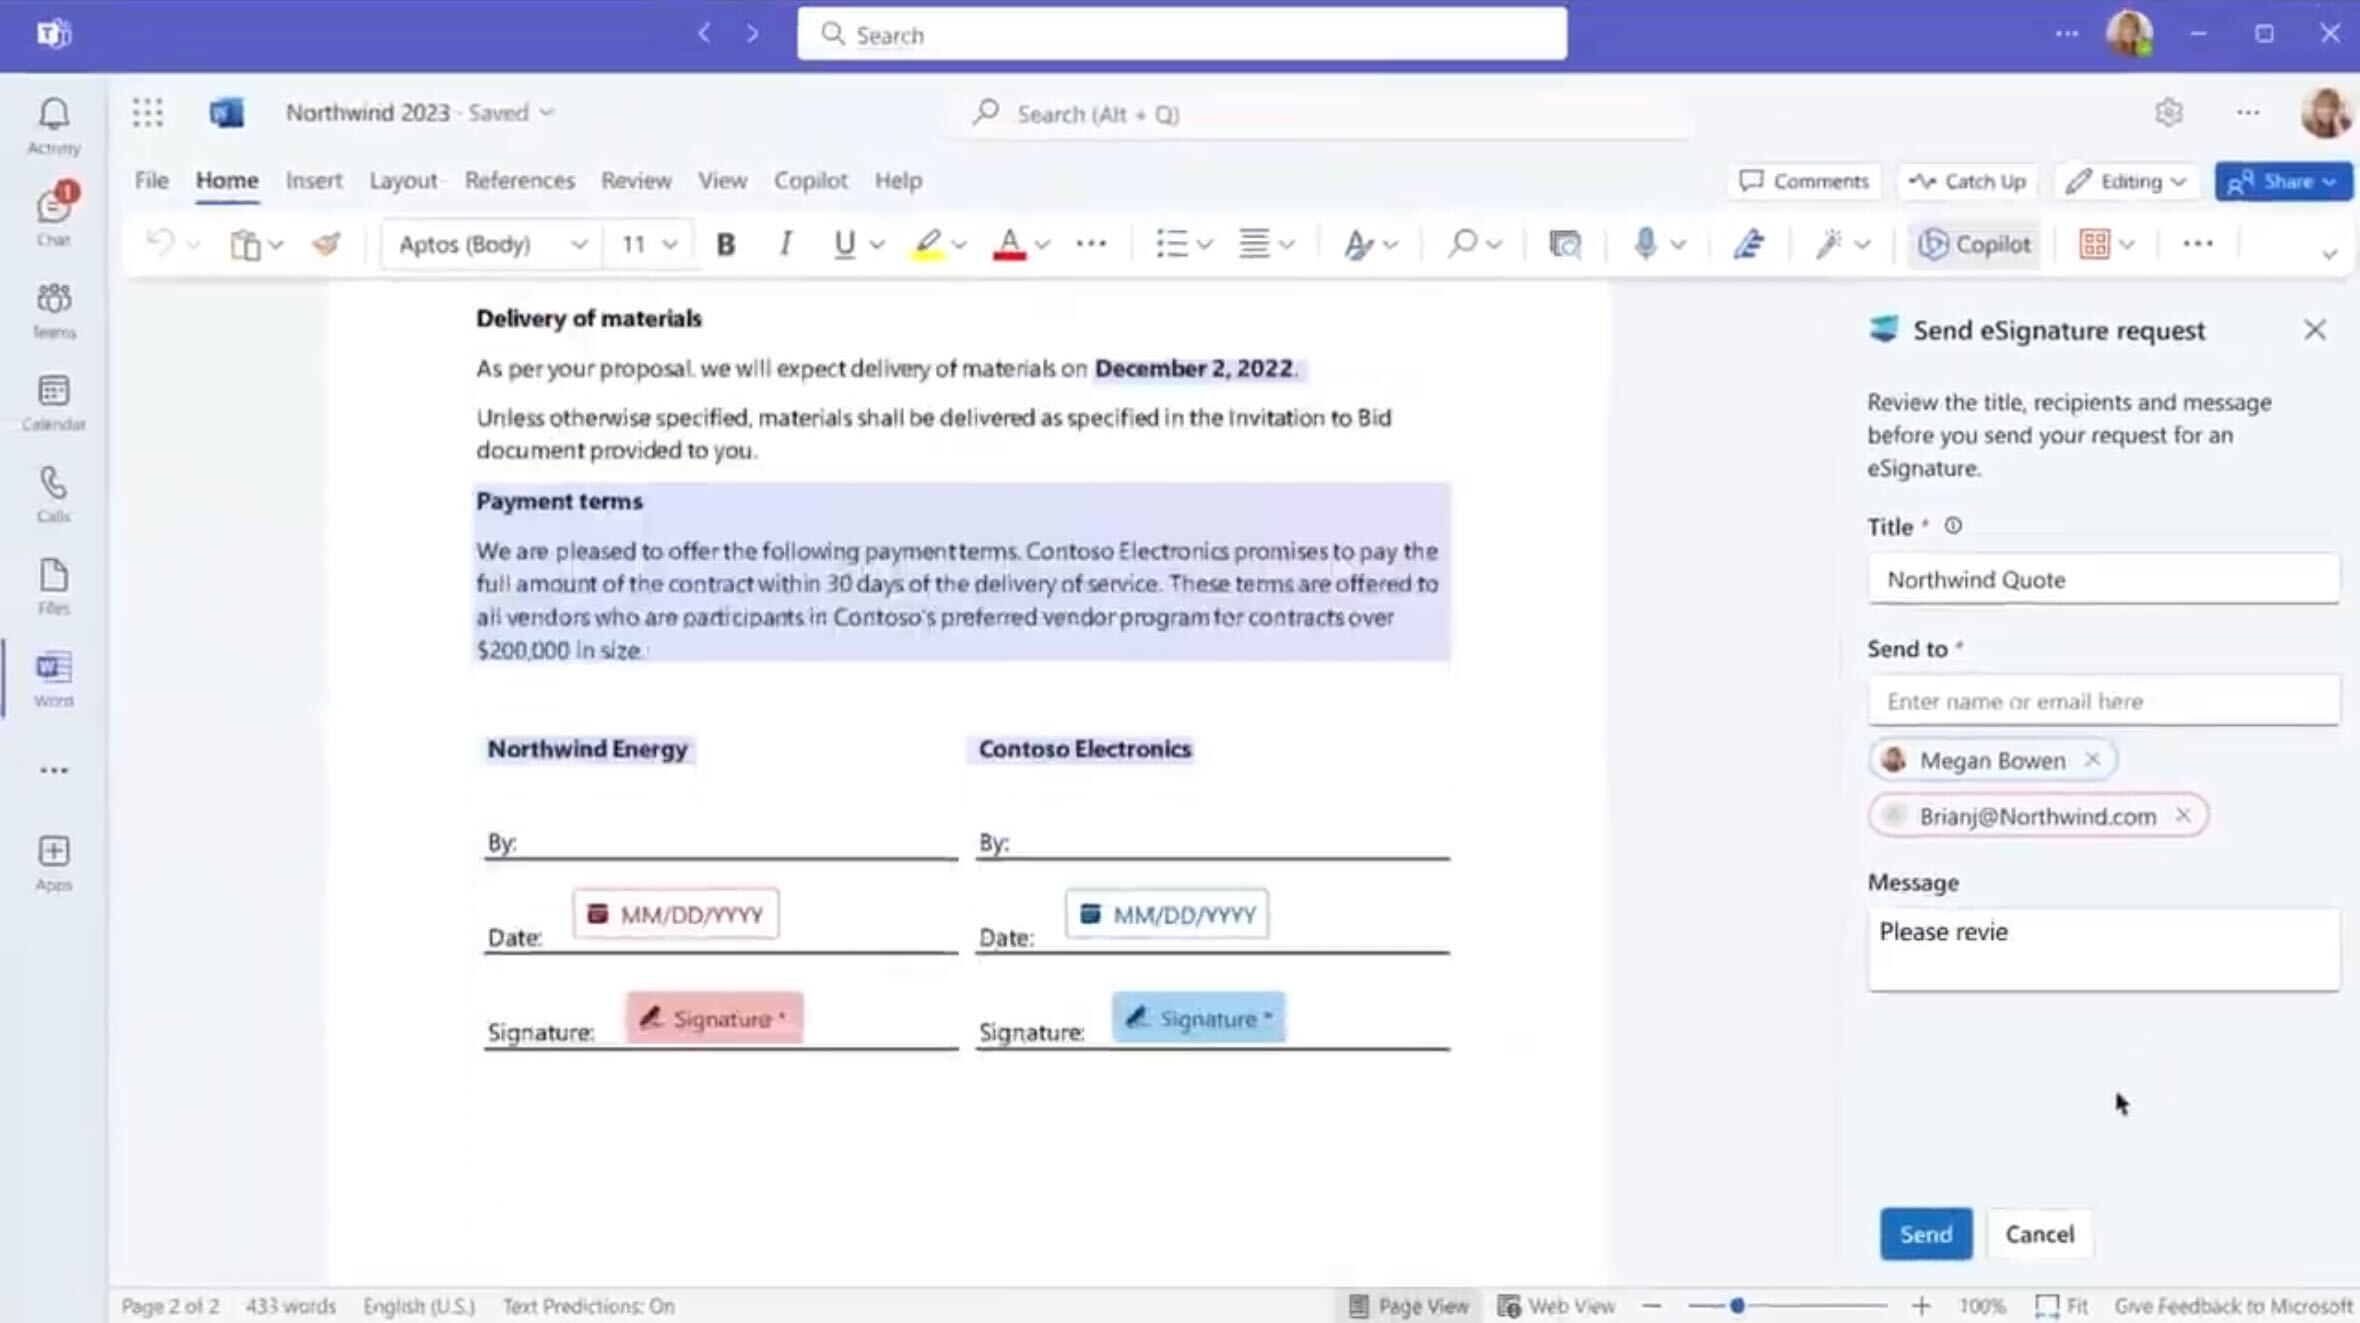 Search
Northwind 2023 · Saved
Search (Alt + Q)
Activity
1
Chat
Teams
Calendar
Calls
Files
Word
Apps
File Home Insert Layout References Review View Copilot Help
Comments Catch Up Editing Share
Aptos (Body) 11 B I U A Copilot
Delivery of materials
As per your proposal, we will expect delivery of materials on December 2, 2022.
Unless otherwise specified, materials shall be delivered as specified in the Invitation to Bid
document provided to you.
Payment terms
We are pleased to offer the following payment terms. Contoso Electronics promises to pay the
full amount of the contract within 30 days of the delivery of service. These terms are offered to
all vendors who are participants in Contoso's preferred vendor program for contracts over
$200,000 in size.
Northwind Energy Contoso Electronics
By: By:
MM/DD/YYYY MM/DD/YYYY
Date: Date:
Signature * Signature *
Signature: Signature:
Send eSignature request
Review the title, recipients and message
before you send your request for an
eSignature.
Title *
Northwind Quote
Send to *
Enter name or email here
Megan Bowen
Brianj@Northwind.com
Message
Please revie
Send Cancel
Page 2 of 2 433 words English (U.S.) Text Predictions: On Page View Web View 100% Fit Give Feedback to Microsoft